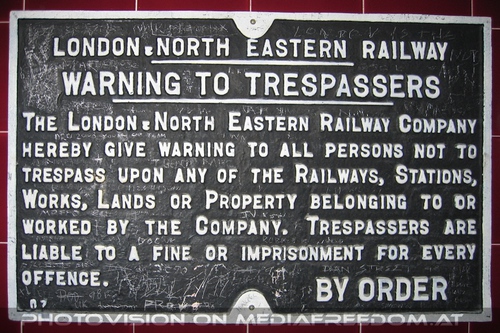 LONDON & NORTH EASTERN RAILWAY
WARNING TO TRESPASSERS
THE LONDON & NORTH EASTERN RAILWAY COMPANY
HEREBY GIVE WARNING TO ALL PERSONS NOT TO
TRESPASS UPON ANY OF THE RAILWAYS, STATIONS,
WORKS, LANDS OR PROPERTY BELONGING TO OR
WORKED BY THE COMPANY. TRESPASSERS ARE
LIABLE TO A FINE OR IMPRISONMENT FOR EVERY
OFFENCE.
BY ORDER
PHOTOVISION ON MEDIAFREEDOM.AT